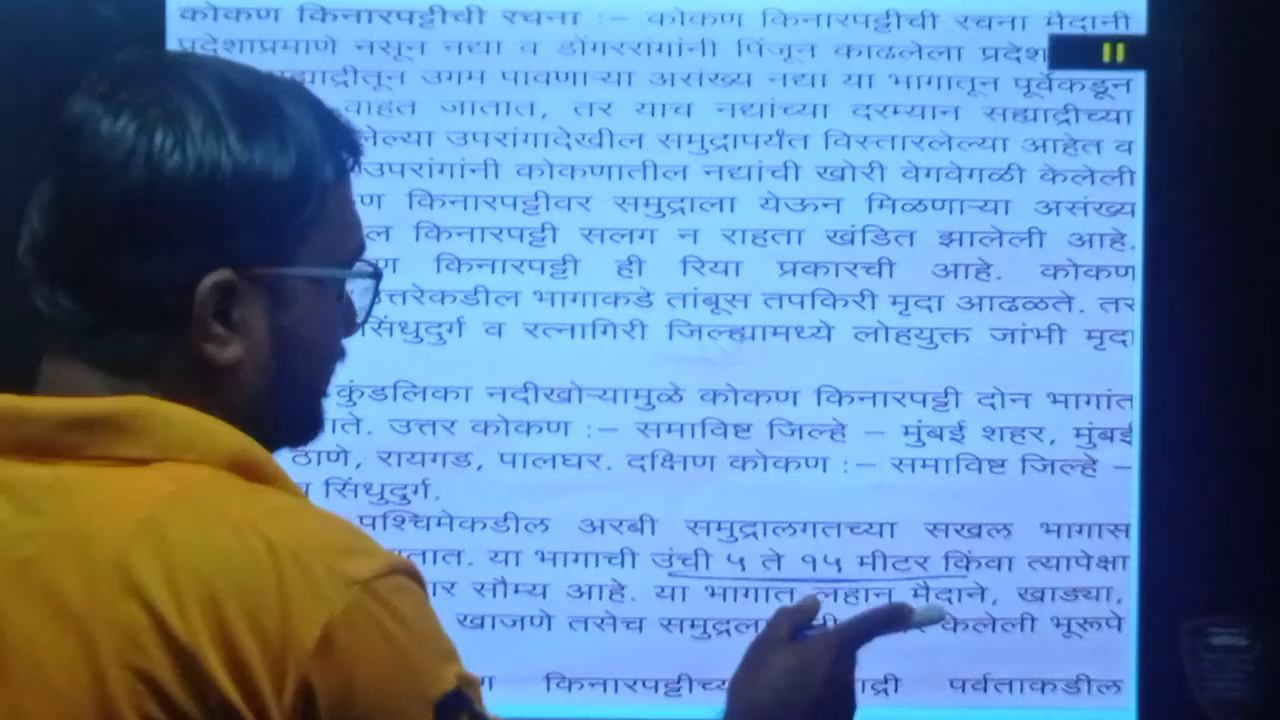 कोकण किनारपट्टीची रचना :– कोकण किनारपट्टीची रचना मैदानी
प्रदेशाप्रमाणे नसून नद्या व डोंगररांगांनी पिंजून काढलेला प्रदेश
उगम पावणाऱ्या असंख्य नद्या या भागातून पूर्वेकडून
वाहत जातात, तर याच नद्यांच्या दरम्यान सह्याद्रीच्या
उपरांगादेखील समुद्रापर्यंत विस्तारलेल्या आहेत व
उपरांगांनी कोकणातील नद्यांची खोरी वेगवेगळी केलेली
किनारपट्टीवर समुद्राला येऊन मिळणाऱ्या असंख्य
किनारपट्टी सलग न राहता खंडित झालेली आहे.
किनारपट्टी ही रिया प्रकारची आहे. कोकण
उत्तरेकडील भागाकडे तांबूस तपकिरी मृदा आढळते. तर
सिंधुदुर्ग व रत्नागिरी जिल्ह्यामध्ये लोहयुक्त जांभी मृदा
कुंडलिका नदीखोऱ्यामुळे कोकण किनारपट्टी दोन भागांत
उत्तर कोकण :– समाविष्ट जिल्हे – मुंबई शहर, मुंबई
ठाणे, रायगड, पालघर. दक्षिण कोकण :– समाविष्ट जिल्हे –
व सिंधुदुर्ग.
पश्चिमेकडील अरबी समुद्रालगतच्या सखल भागास
या भागाची उंची ५ ते १५ मीटर किंवा त्यापेक्षा
सौम्य आहे. या भागात लहान मैदाने, खाड्या,
खाजणे तसेच केलेली भूरूपे
किनारपट्टीच्या पर्वताकडील